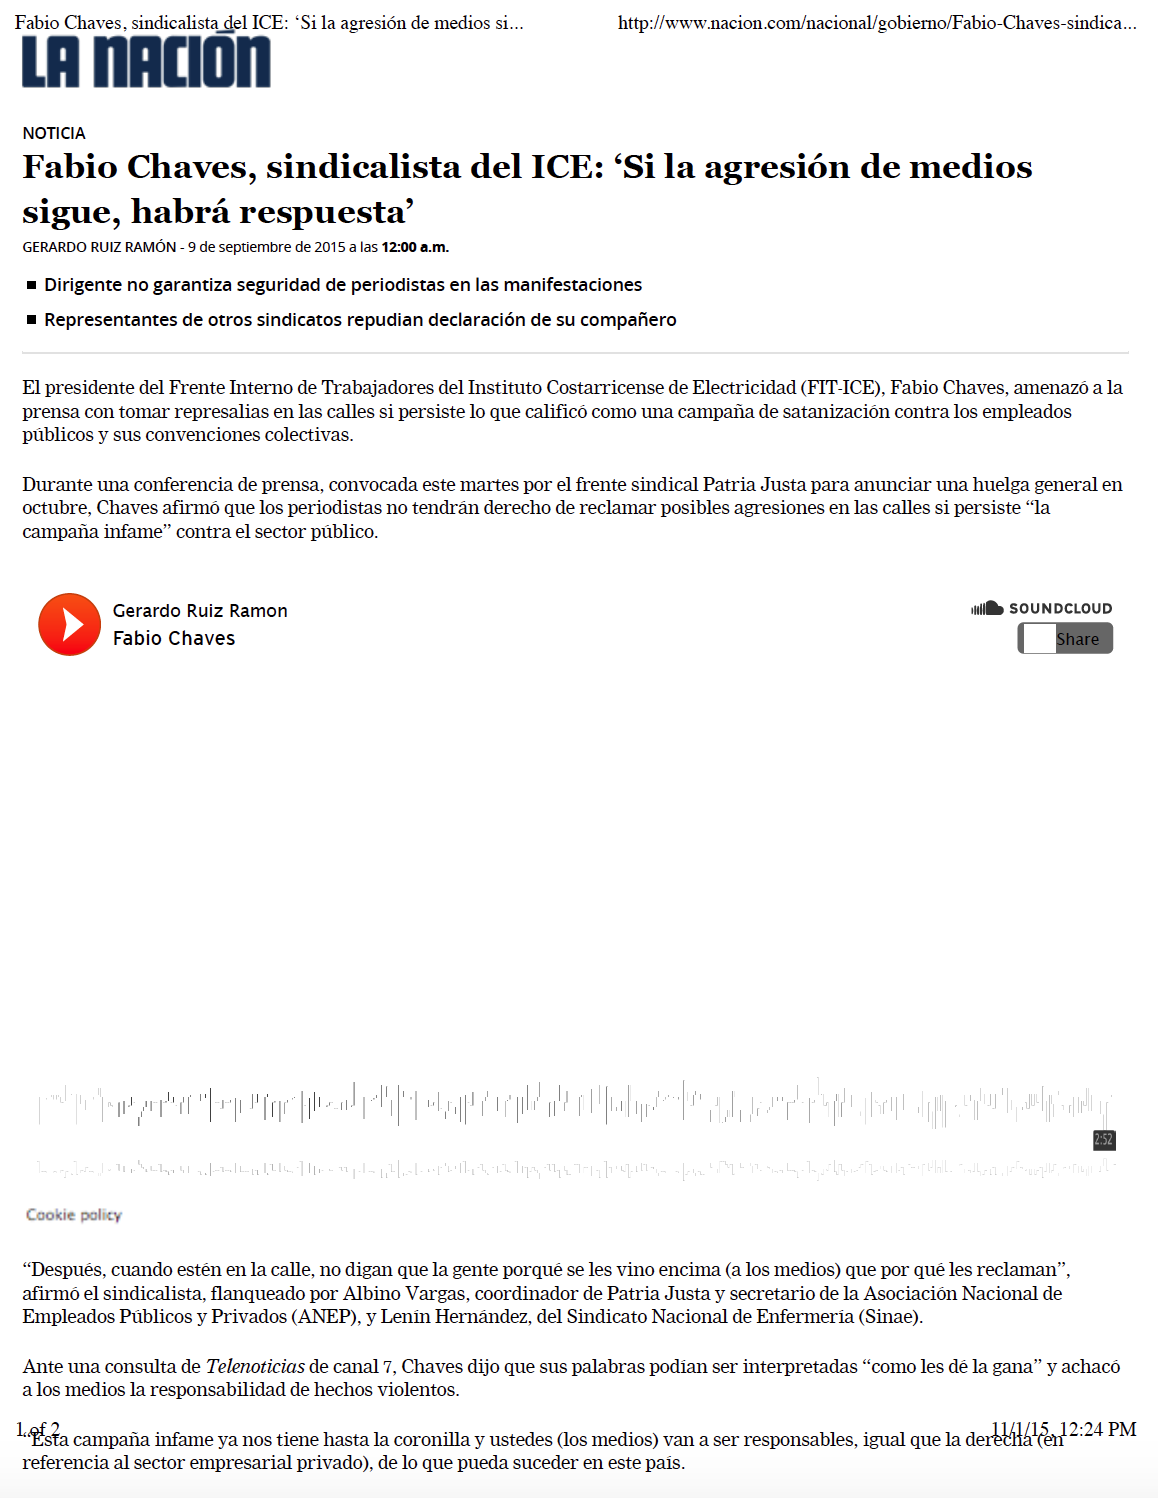 Fabio Chaves, sindicalista del ICE: ‘Si la agresión de medios si...
http://www.nacion.com/nacional/gobierno/Fabio-Chaves-sindica...
LA NACIÓN
NOTICIA
Fabio Chaves, sindicalista del ICE: ‘Si la agresión de medios
sigue, habrá respuesta’
GERARDO RUIZ RAMÓN - 9 de septiembre de 2015 a las 12:00 a.m.
Dirigente no garantiza seguridad de periodistas en las manifestaciones
Representantes de otros sindicatos repudian declaración de su compañero
El presidente del Frente Interno de Trabajadores del Instituto Costarricense de Electricidad (FIT-ICE), Fabio Chaves, amenazó a la
prensa con tomar represalias en las calles si persiste lo que calificó como una campaña de satanización contra los empleados
públicos y sus convenciones colectivas.
Durante una conferencia de prensa, convocada este martes por el frente sindical Patria Justa para anunciar una huelga general en
octubre, Chaves afirmó que los periodistas no tendrán derecho de reclamar posibles agresiones en las calles si persiste “la
campaña infame” contra el sector público.
Gerardo Ruiz Ramon
Fabio Chaves
SOUNDCLOUD
Share
2:52
Cookie policy
“Después, cuando estén en la calle, no digan que la gente porqué se les vino encima (a los medios) que por qué les reclaman”,
afirmó el sindicalista, flanqueado por Albino Vargas, coordinador de Patria Justa y secretario de la Asociación Nacional de
Empleados Públicos y Privados (ANEP), y Lenín Hernández, del Sindicato Nacional de Enfermería (Sinae).
Ante una consulta de Telenoticias de canal 7, Chaves dijo que sus palabras podían ser interpretadas “como les dé la gana” y achacó
a los medios la responsabilidad de hechos violentos.
1 of 2
11/1/15, 12:24 PM
“Esta campaña infame ya nos tiene hasta la coronilla y ustedes (los medios) van a ser responsables, igual que la derecha (en
referencia al sector empresarial privado), de lo que pueda suceder en este país.